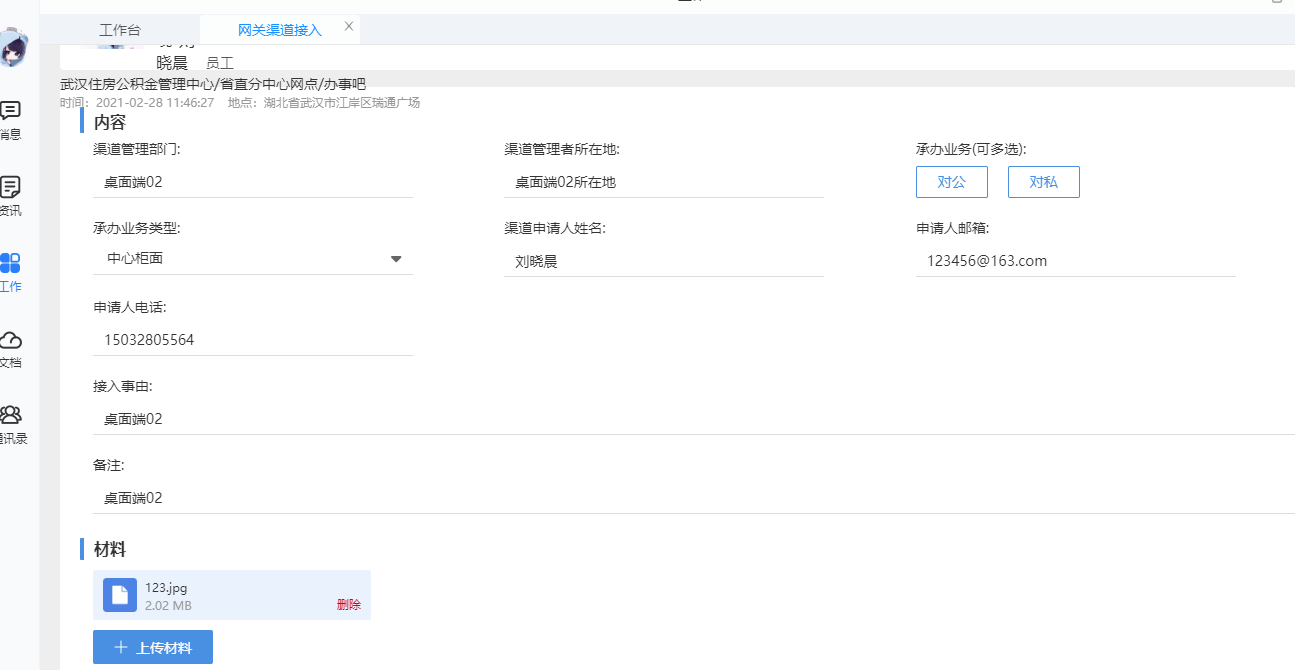 工作台 网关渠道接入
晓晨 员工
武汉住房公积金管理中心/省直分中心网点/办事吧
时间: 2021-02-28 11:46:27 地点: 湖北省武汉市江岸区瑞通广场
消息
资讯
工作
文档
通讯录
内容
渠道管理部门: 渠道管理者所在地: 承办业务(可多选):
桌面端02 桌面端02所在地 对公 对私
承办业务类型: 渠道申请人姓名: 申请人邮箱:
中心柜面 刘晓晨 123456@163.com
申请人电话:
15032805564
接入事由:
桌面端02
备注:
桌面端02
材料
123.jpg
2.02 MB 删除
＋ 上传材料